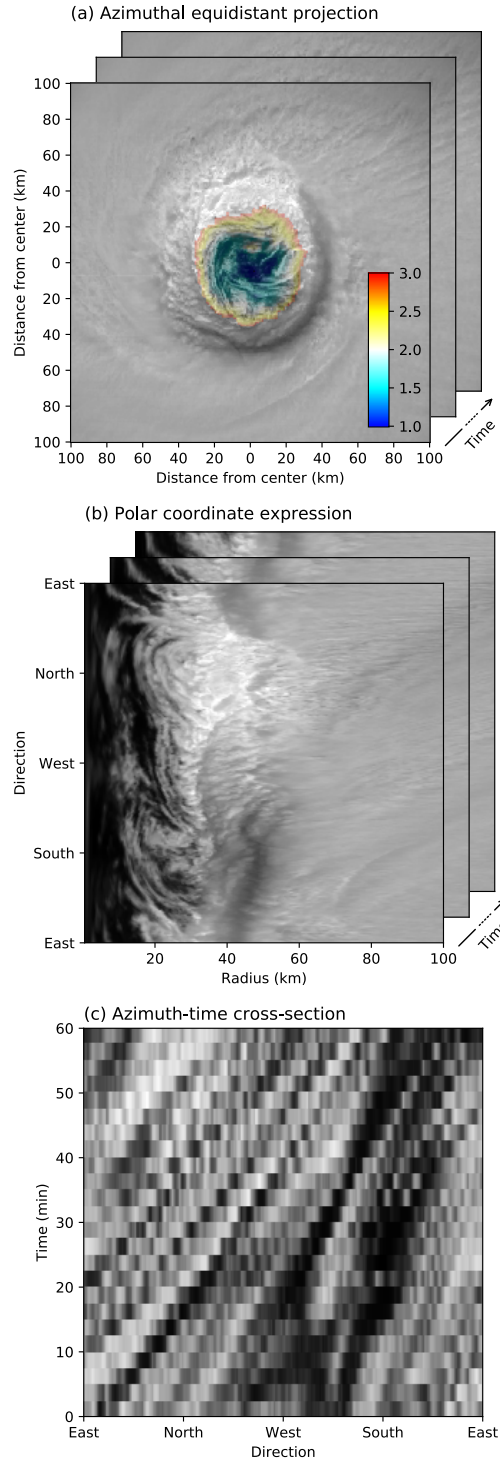 (a) Azimuthal equidistant projection
100
80
60
40
20
0
20
40
60
80
100
Distance from center (km)
3.0
2.5
2.0
1.5
1.0
100 80 60 40 20 0 20 40 60 80 100
Distance from center (km)
Time
(b) Polar coordinate expression
East
North
West
South
East
Direction
20 40 60 80 100
Radius (km)
Time
(c) Azimuth-time cross-section
60
50
40
30
20
10
0
Time (min)
East North West South East
Direction